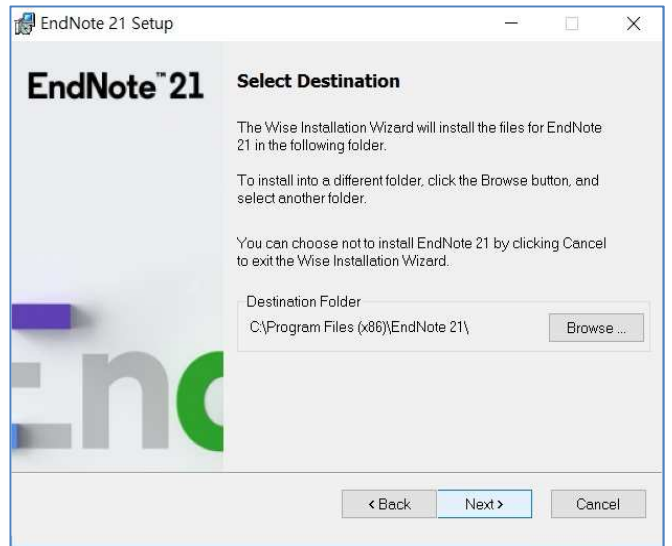 EndNote 21 Setup
EndNote™21
Select Destination
The Wise Installation Wizard will install the files for EndNote
21 in the following folder.
To install into a different folder, click the Browse button, and
select another folder.
You can choose not to install EndNote 21 by clicking Cancel
to exit the Wise Installation Wizard.
Destination Folder
C:\Program Files (x86)\EndNote 21\
Browse ...
Enc
< Back
Next >
Cancel